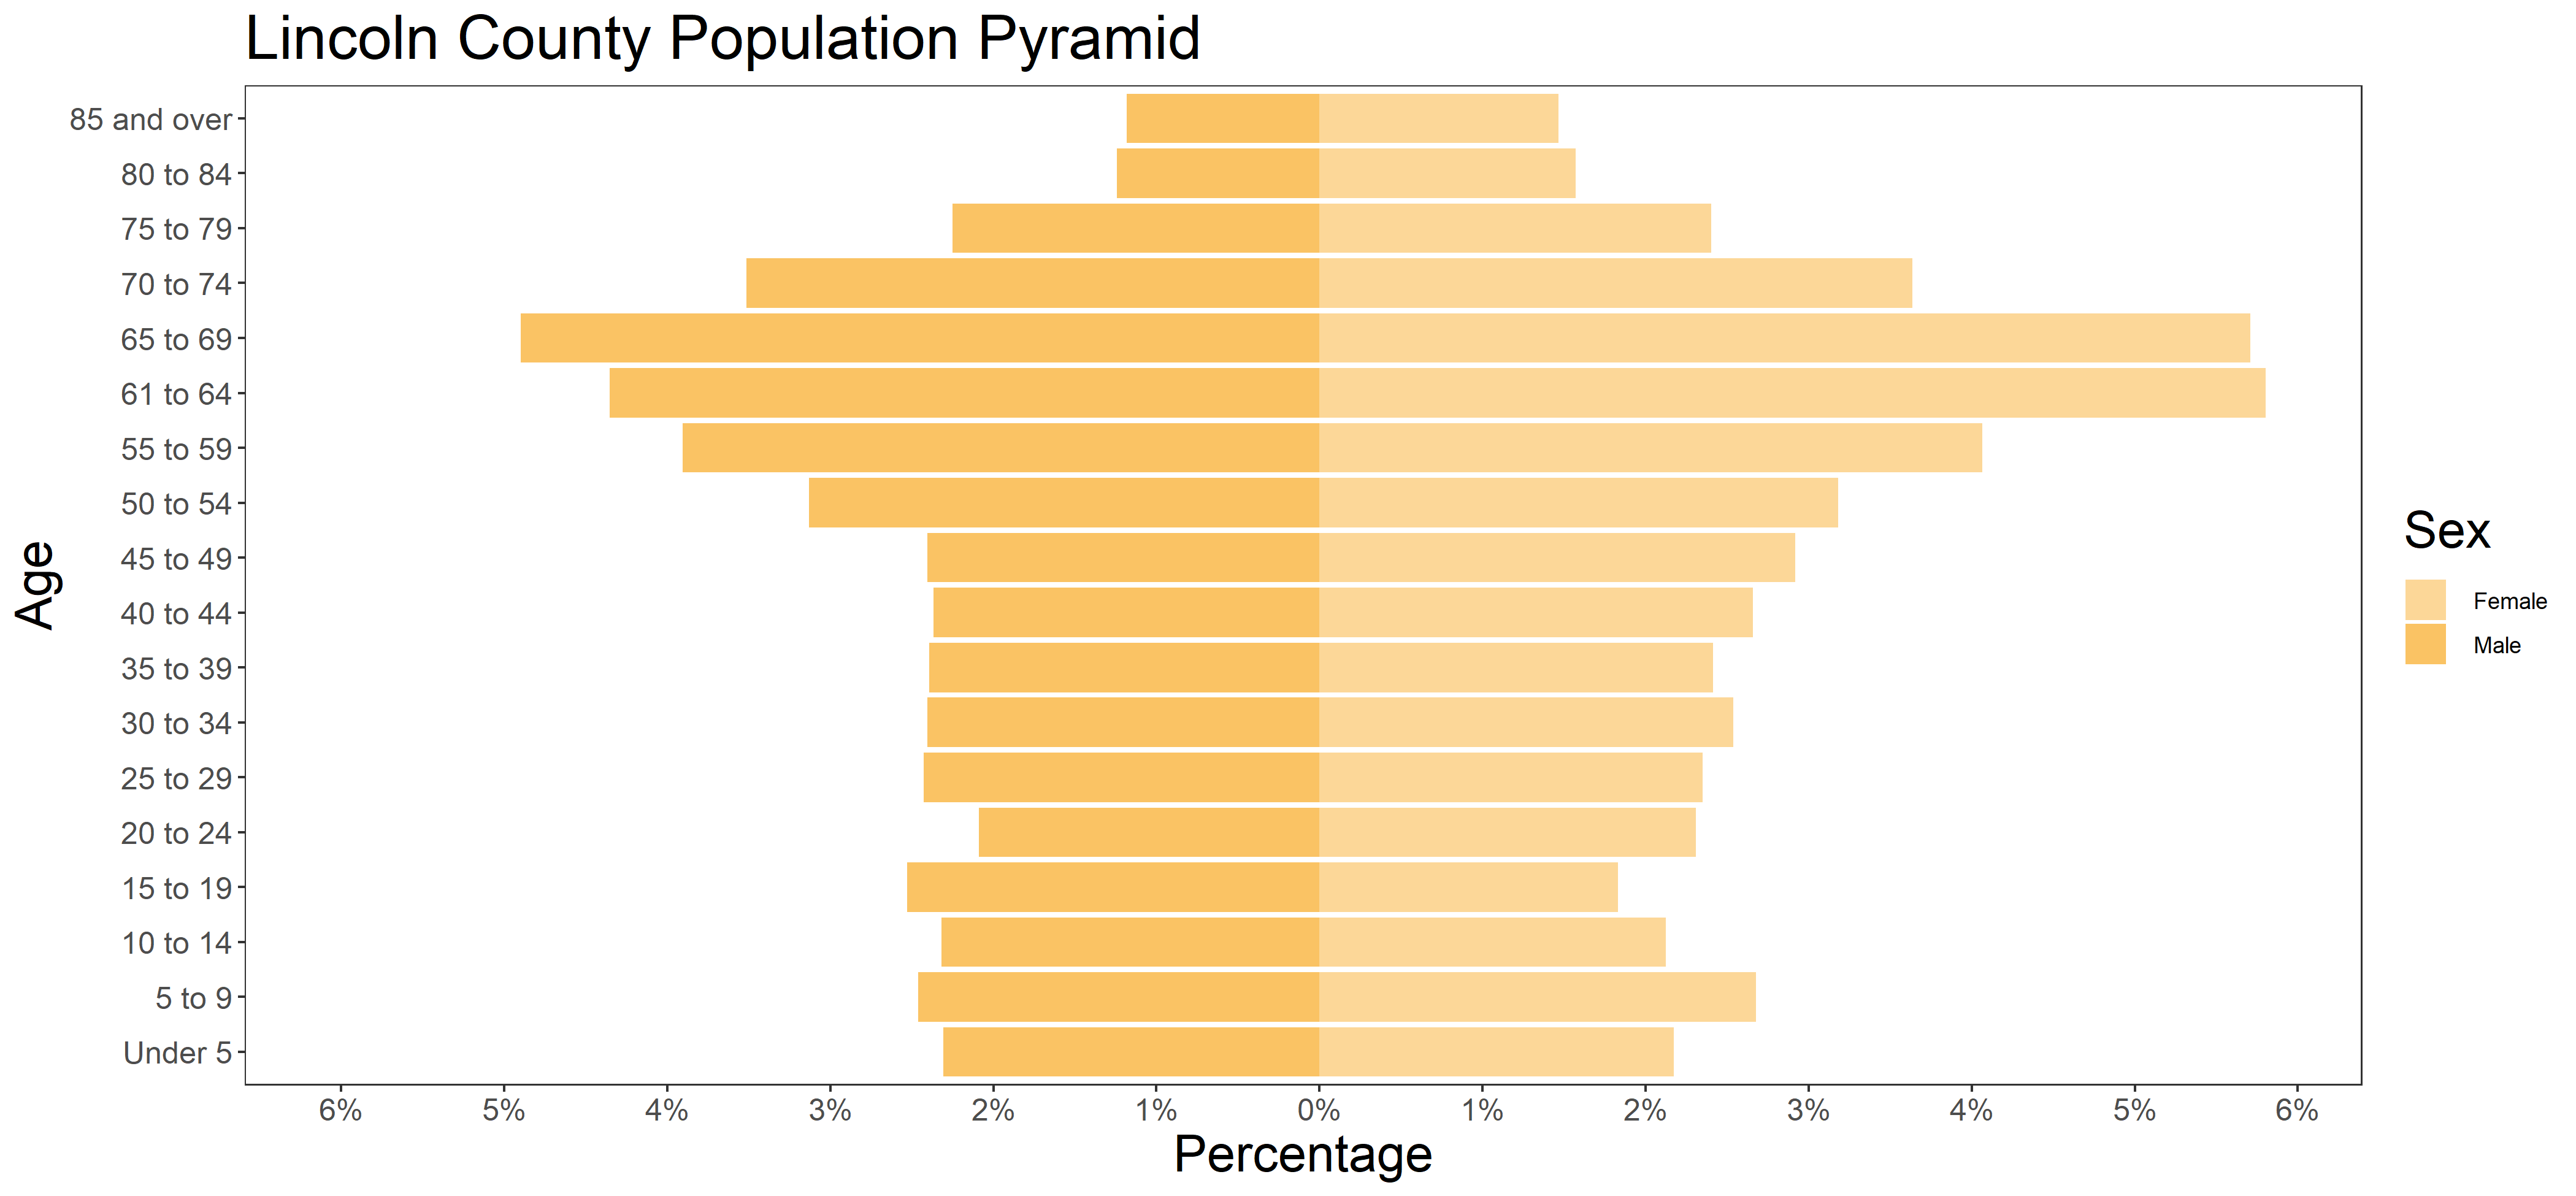 Lincoln County Population Pyramid
85 and over
80 to 84
75 to 79
70 to 74
65 to 69
61 to 64
55 to 59
50 to 54
45 to 49
40 to 44
35 to 39
30 to 34
25 to 29
20 to 24
15 to 19
10 to 14
5 to 9
Under 5
Age
6% 5% 4% 3% 2% 1% 0% 1% 2% 3% 4% 5% 6%
Percentage
Sex
Female
Male